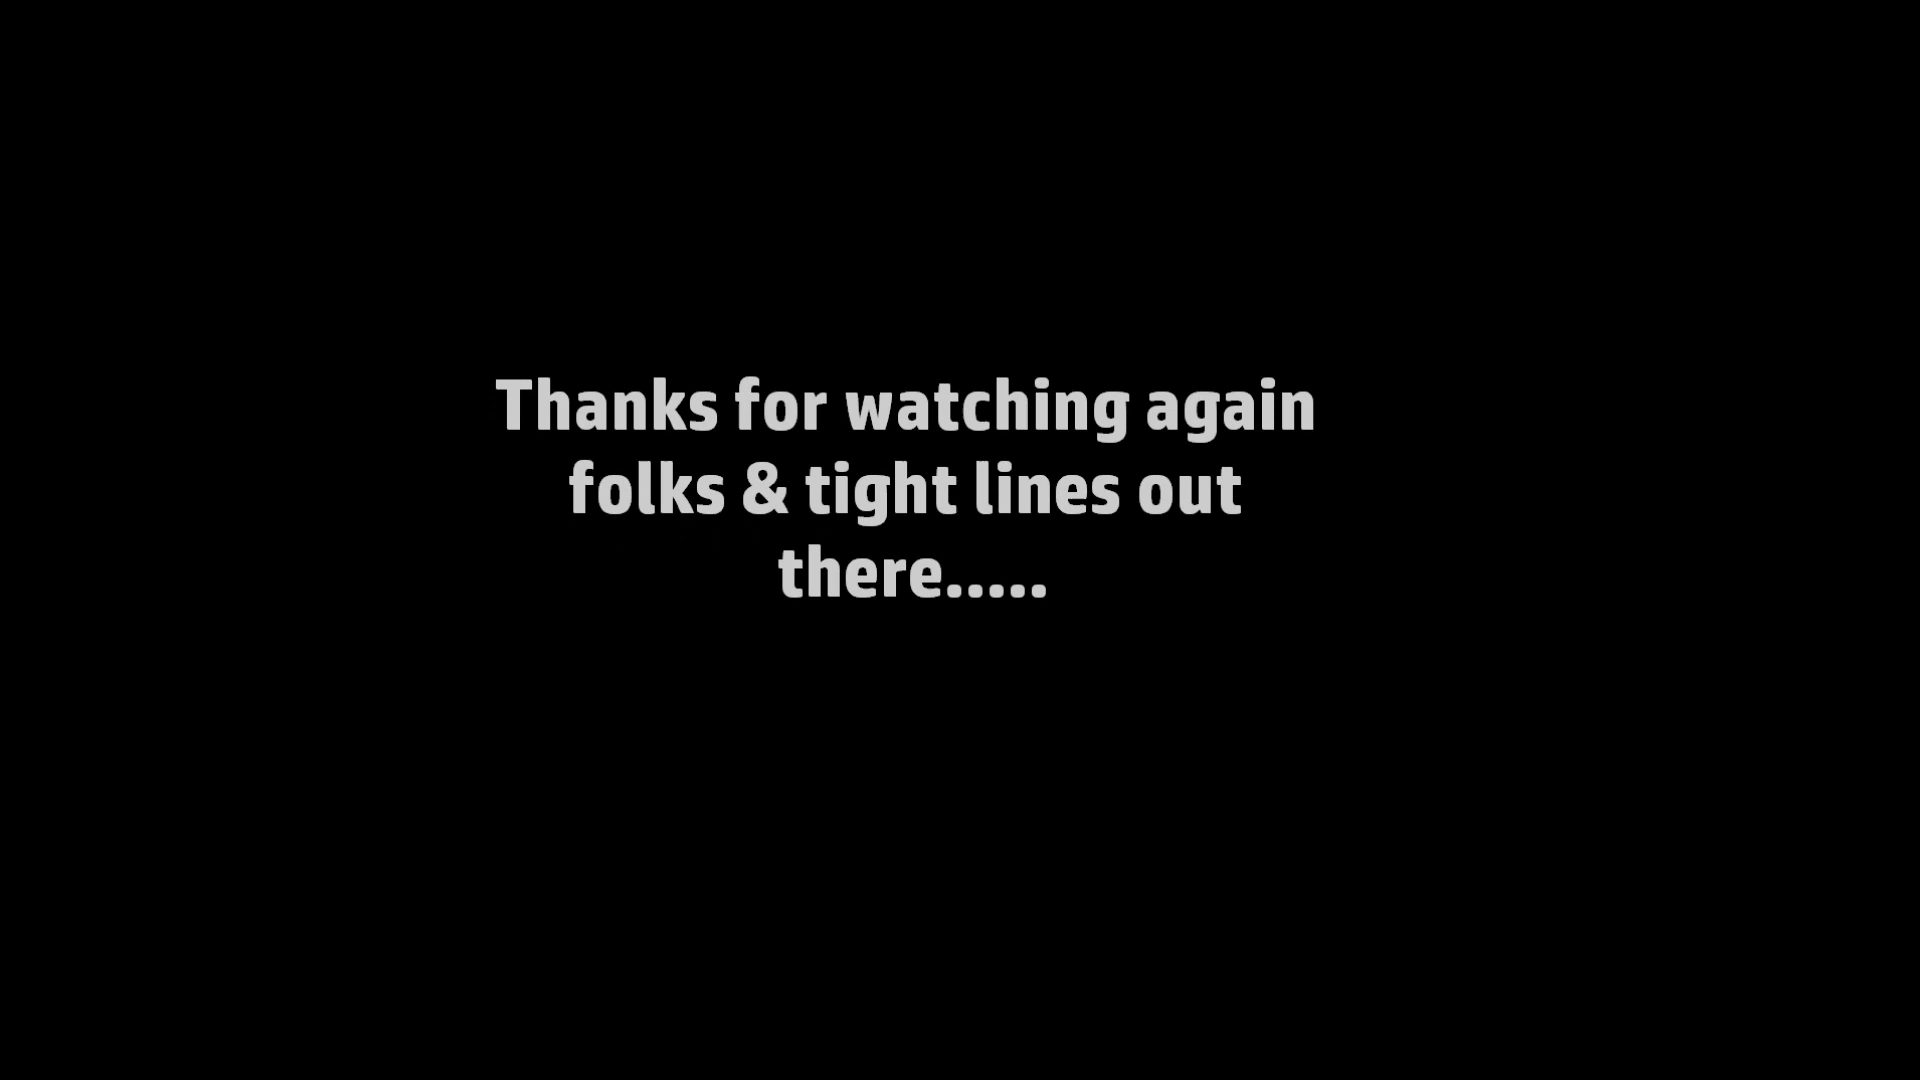 Thanks for watching again
folks & tight lines out
there.....